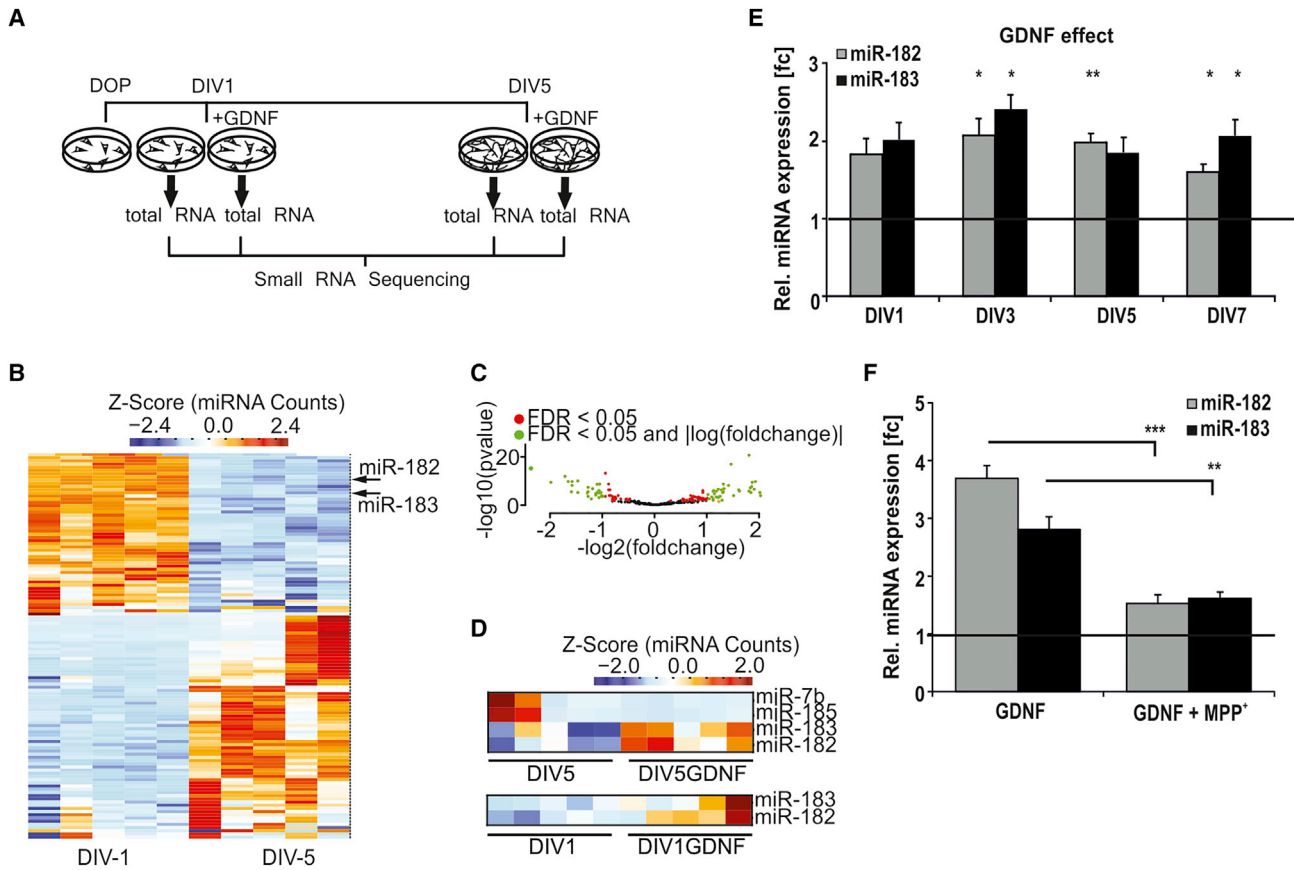 A
DOP DIV1 DIV5
+GDNF +GDNF
total RNA total RNA total RNA total RNA
Small RNA Sequencing
B
Z-Score (miRNA Counts)
−2.4 0.0 2.4
miR-182
miR-183
DIV-1 DIV-5
C
FDR < 0.05
FDR < 0.05 and |log(foldchange)|
-log10(pvalue)
20
0
-2 -1 0 1 2
-log2(foldchange)
D
Z-Score (miRNA Counts)
−2.0 0.0 2.0
miR-7b
miR-185
miR-183
miR-182
DIV5 DIV5GDNF
miR-183
miR-182
DIV1 DIV1GDNF
E
GDNF effect
miR-182
miR-183
* * ** * *
Rel. miRNA expression [fc]
3
2
1
0
DIV1 DIV3 DIV5 DIV7
F
miR-182
miR-183
***
**
Rel. miRNA expression [fc]
5
4
3
2
1
0
GDNF GDNF + MPP⁺